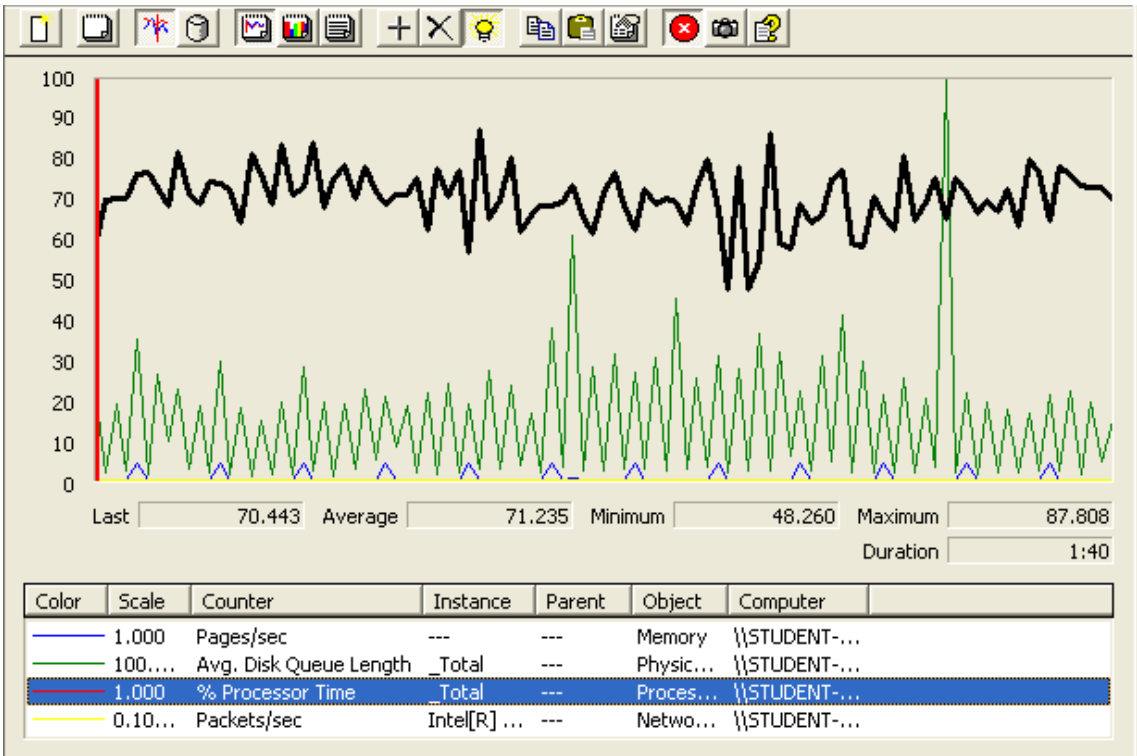 100
90
80
70
60
50
40
30
20
10
0
Last 70.443 Average 71.235 Minimum 48.260 Maximum 87.808
Duration 1:40
Color Scale Counter Instance Parent Object Computer
1.000 Pages/sec --- --- Memory \\STUDENT-...
100.... Avg. Disk Queue Length _Total --- Physic... \\STUDENT-...
1.000 % Processor Time _Total --- Proces... \\STUDENT-...
0.10... Packets/sec Intel[R] ... --- Netwo... \\STUDENT-...